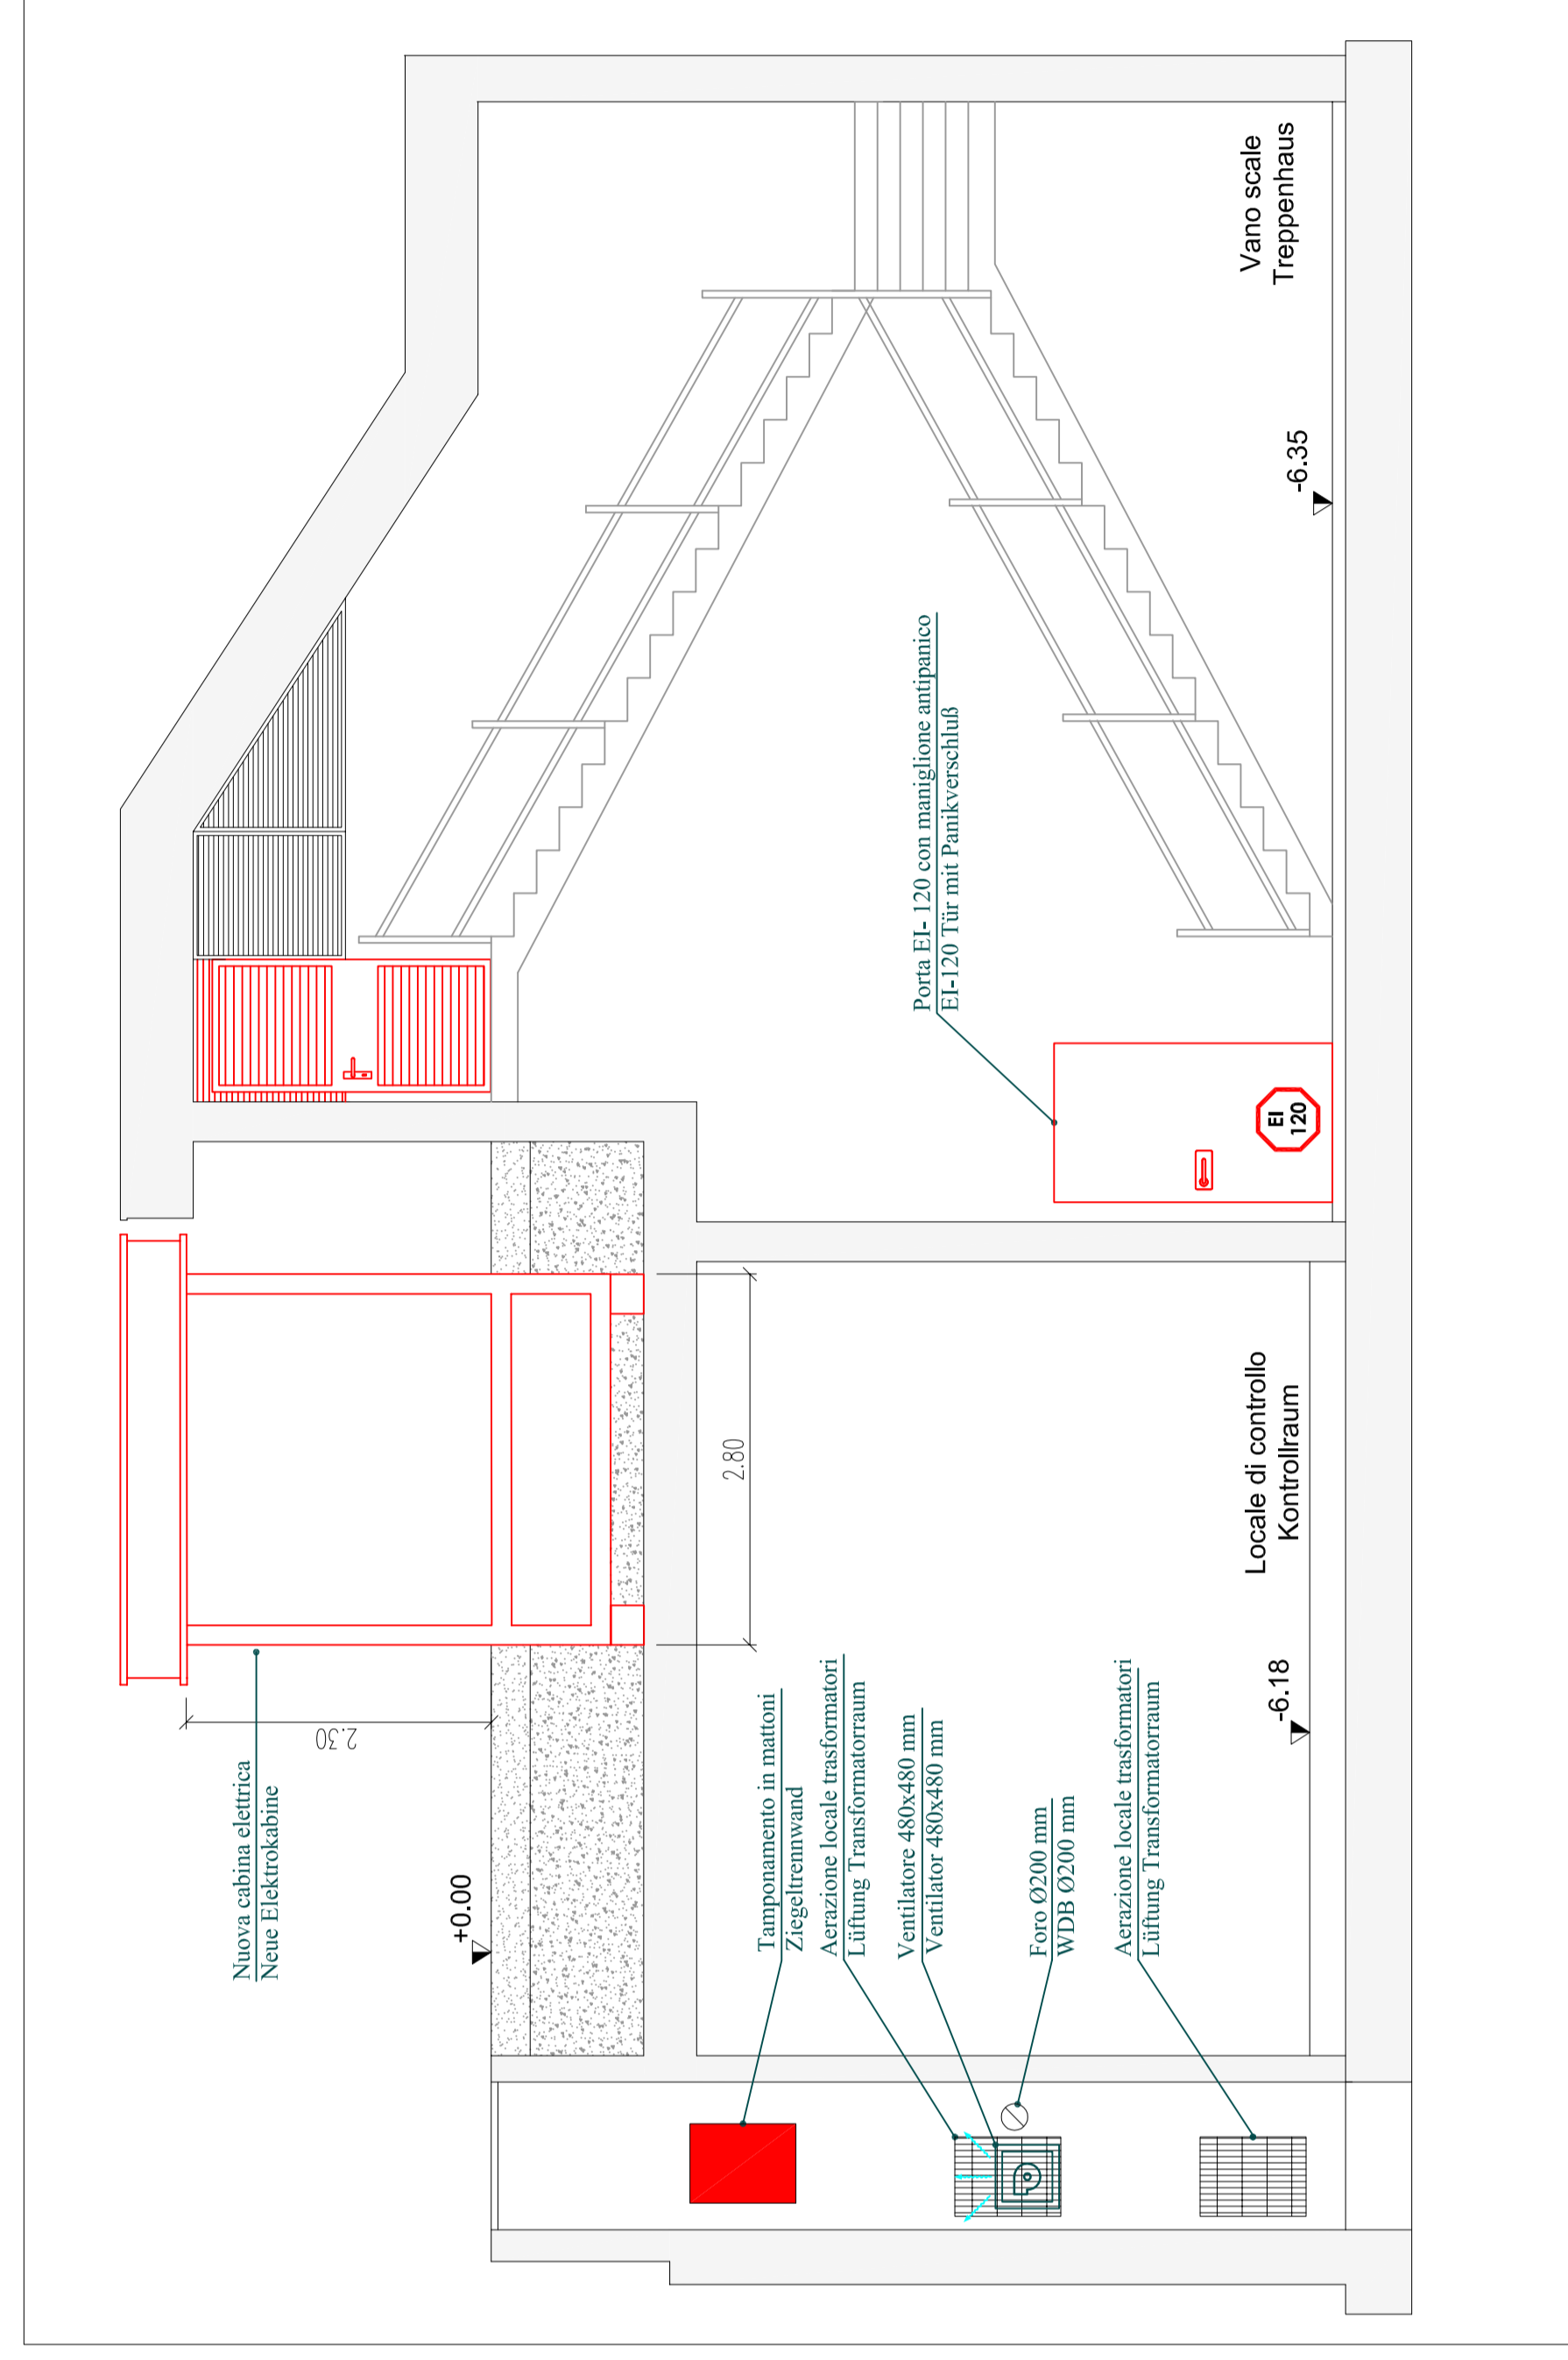 Nuova cabina elettrica
Neue Elektrokabine
2.30
+0.00
2.80
Tamponamento in mattoni
Ziegeltrennwand
Aerazione locale trasformatori
Lüftung Transformatorraum
Ventilatore 480x480 mm
Ventilator 480x480 mm
Foro Ø200 mm
WDB Ø200 mm
Aerazione locale trasformatori
Lüftung Transformatorraum
Locale di controllo
Kontrollraum
-6.18
Porta EI- 120 con maniglione antipanico
EI-120 Tür mit Panikverschluß
EI
120
-6.35
Vano scale
Treppenhaus